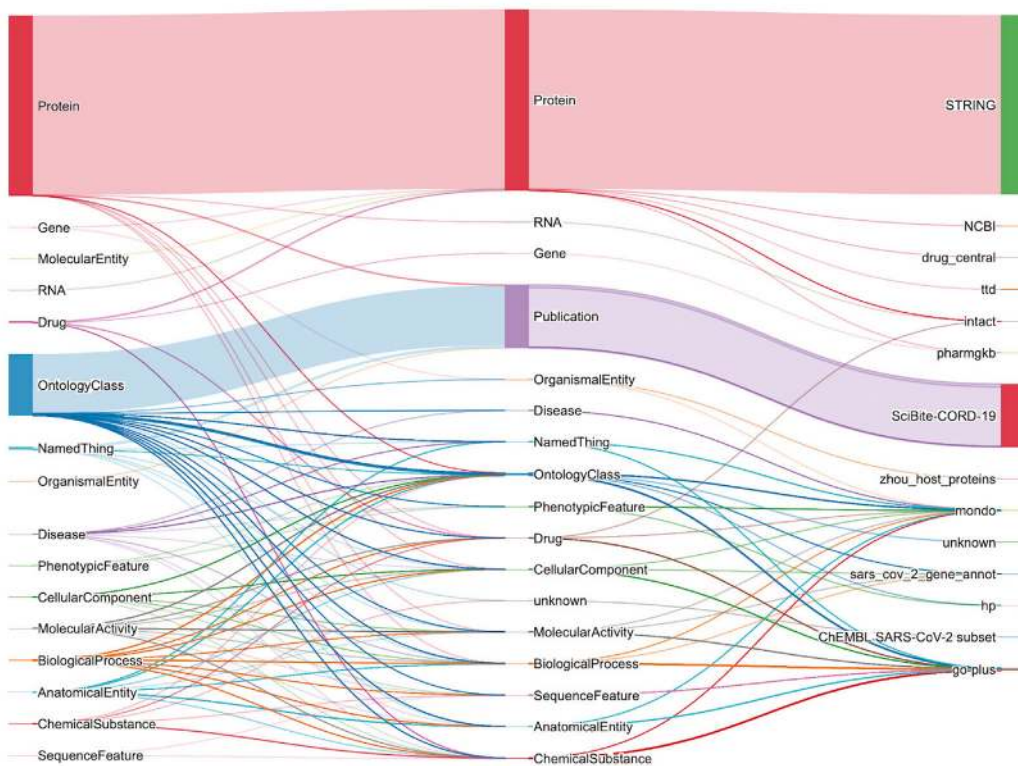 Protein
Gene
MolecularEntity
RNA
Drug
OntologyClass
NamedThing
OrganismalEntity
Disease
PhenotypicFeature
CellularComponent
MolecularActivity
BiologicalProcess
AnatomicalEntity
ChemicalSubstance
SequenceFeature
Protein
RNA
Gene
Publication
OrganismalEntity
Disease
NamedThing
OntologyClass
PhenotypicFeature
Drug
CellularComponent
unknown
MolecularActivity
BiologicalProcess
SequenceFeature
AnatomicalEntity
ChemicalSubstance
STRING
NCBI
drug_central
ttd
intact
pharmgkb
SciBite-CORD-19
zhou_host_proteins
mondo
unknown
sars_cov_2_gene_annot
hp
ChEMBL_SARS-CoV-2 subset
go-plus